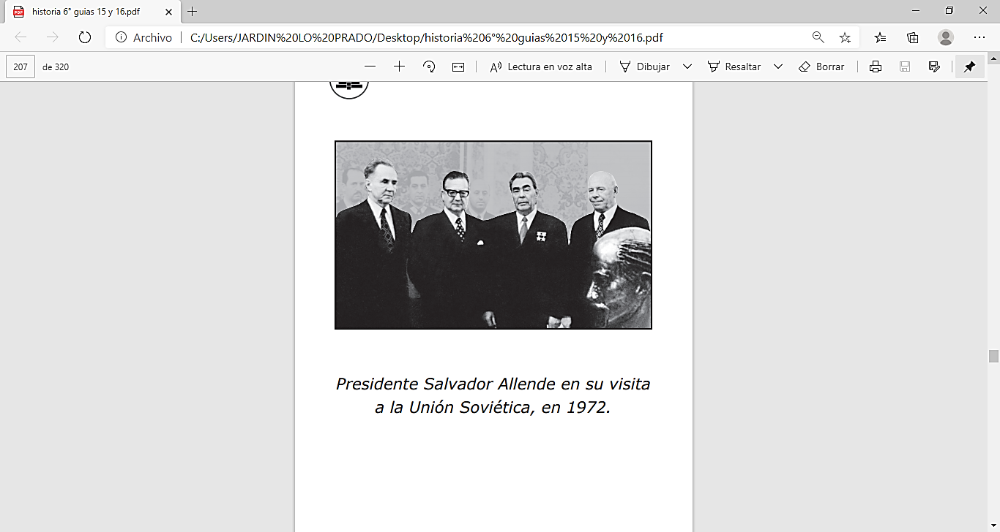 historia 6° guias 15 y 16.pdf
Archivo
C:/Users/JARDIN%20LO%20PRADO/Desktop/historia%206°%20guias%2015%20y%2016.pdf
207 de 320
Lectura en voz alta
Dibujar
Resaltar
Borrar
Presidente Salvador Allende en su visita
a la Unión Soviética, en 1972.